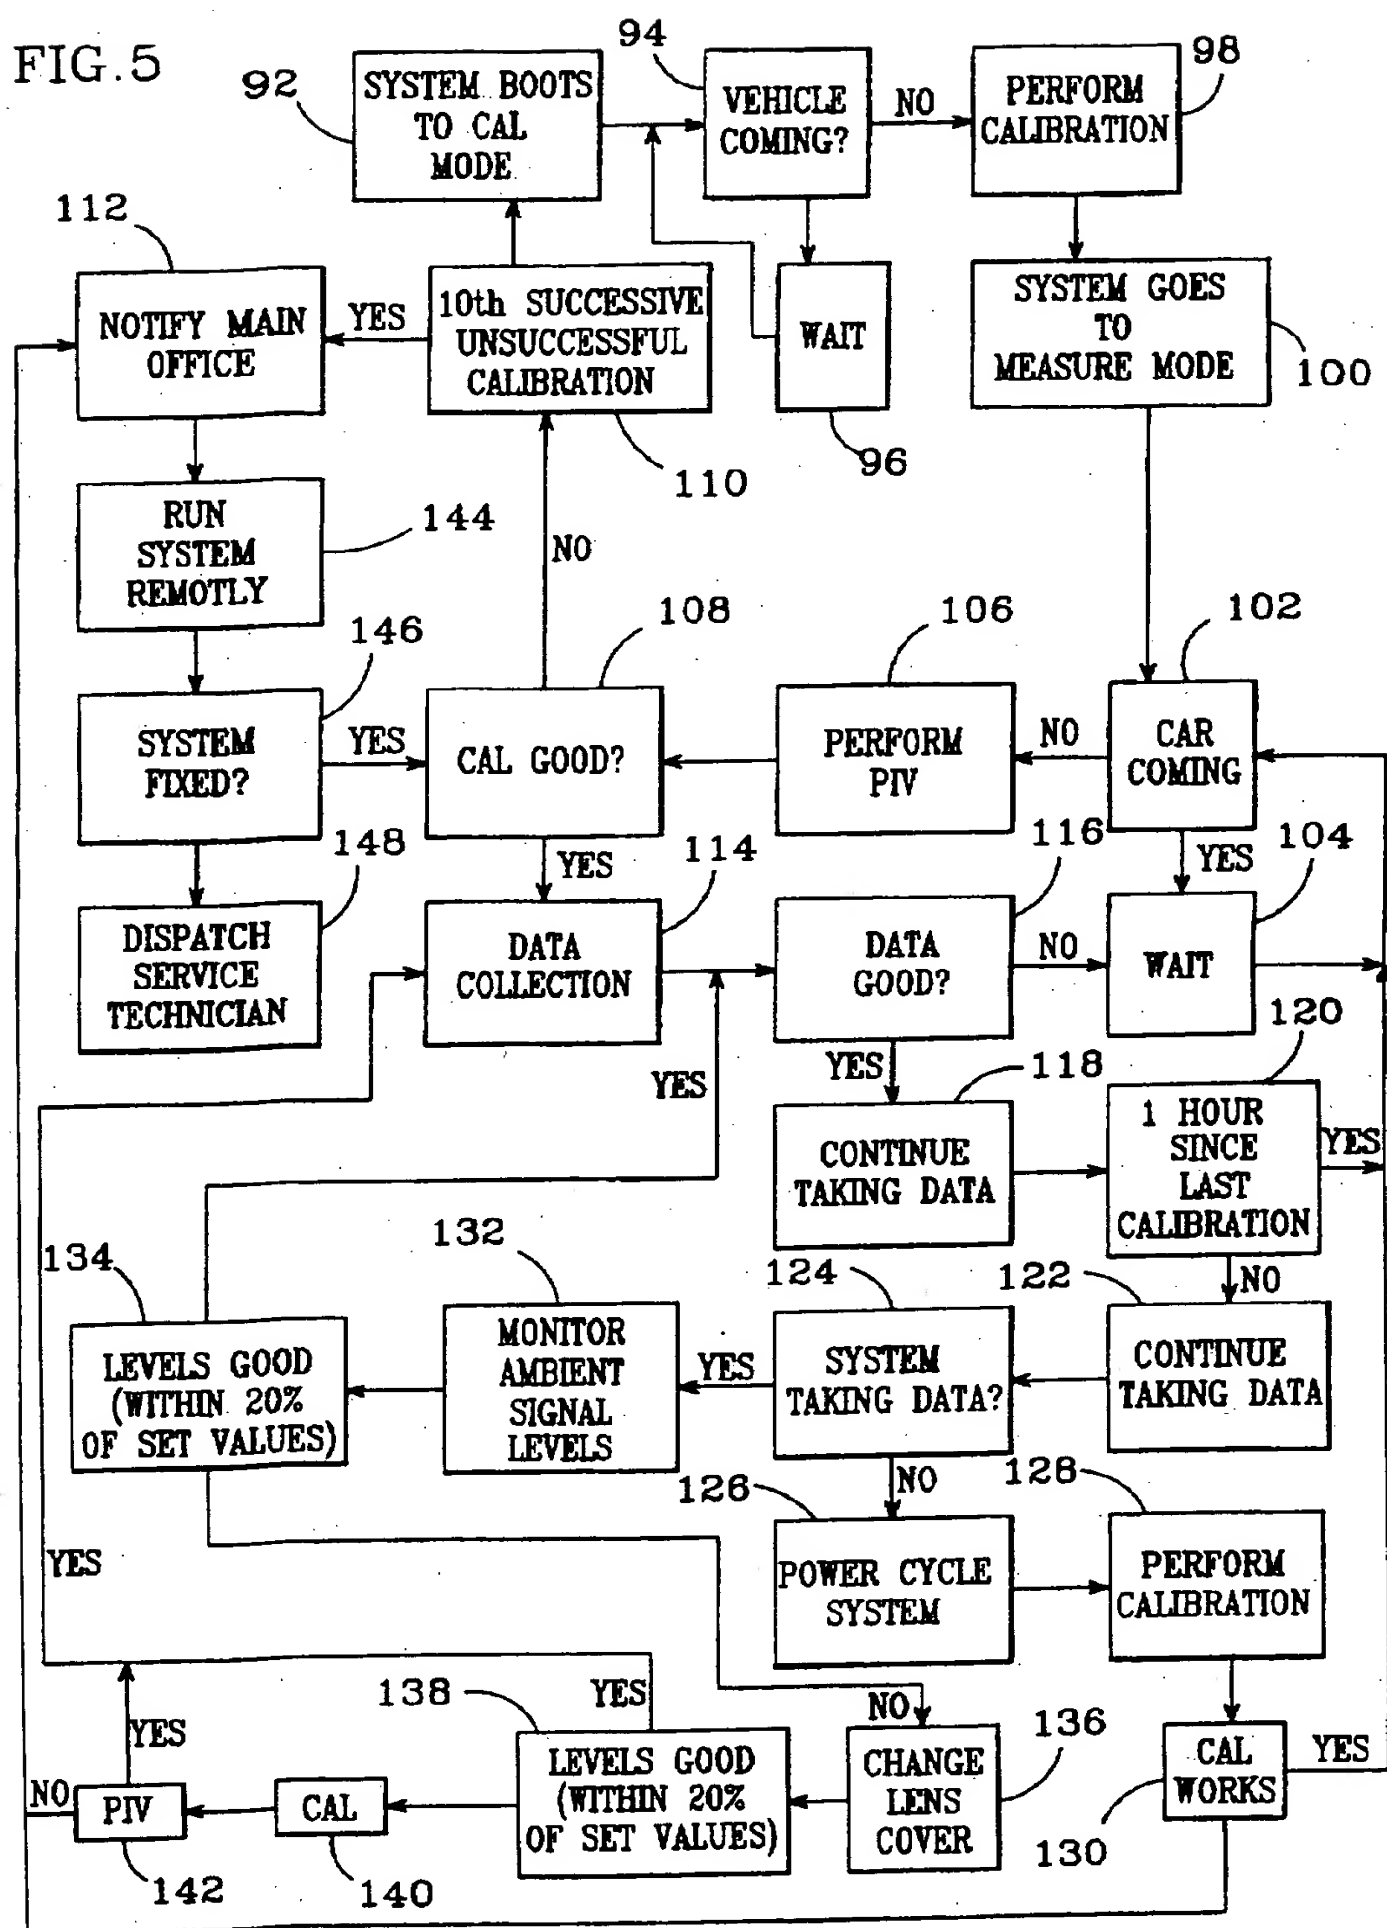 FIG.5
92
SYSTEM BOOTS
TO CAL
MODE
94
VEHICLE
COMING?
NO
PERFORM
CALIBRATION
98
112
NOTIFY MAIN
OFFICE
YES
10th SUCCESSIVE
UNSUCCESSFUL
CALIBRATION
110
WAIT
96
SYSTEM GOES
TO
MEASURE MODE
100
RUN
SYSTEM
REMOTLY
144
NO
146
108
106
102
SYSTEM
FIXED?
YES
CAL GOOD?
PERFORM
PIV
NO
CAR
COMING
148
YES
114
116
YES
104
DISPATCH
SERVICE
TECHNICIAN
DATA
COLLECTION
DATA
GOOD?
NO
WAIT
YES
YES
118
120
CONTINUE
TAKING DATA
1 HOUR
SINCE
LAST
CALIBRATION
YES
134
132
124
122
NO
LEVELS GOOD
(WITHIN 20%
OF SET VALUES)
MONITOR
AMBIENT
SIGNAL
LEVELS
YES
SYSTEM
TAKING DATA?
CONTINUE
TAKING DATA
126
NO
128
YES
POWER CYCLE
SYSTEM
PERFORM
CALIBRATION
138
YES
NO
136
YES
NO
PIV
142
CAL
140
LEVELS GOOD
(WITHIN 20%
OF SET VALUES)
CHANGE
LENS
COVER
CAL
WORKS
YES
130